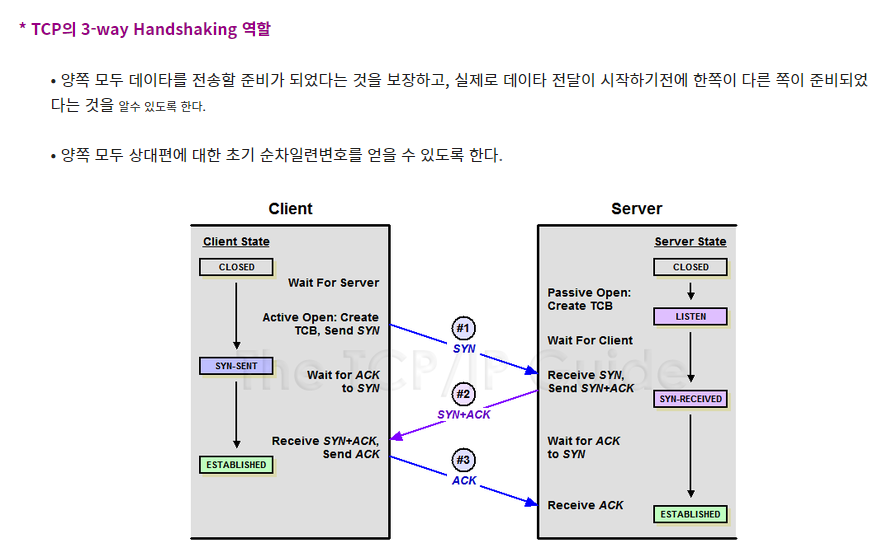 * TCP의 3-way Handshaking 역할
• 양쪽 모두 데이타를 전송할 준비가 되었다는 것을 보장하고, 실제로 데이타 전달이 시작하기전에 한쪽이 다른 쪽이 준비되었
다는 것을 알수 있도록 한다.
• 양쪽 모두 상대편에 대한 초기 순차일련변호를 얻을 수 있도록 한다.
Client
Server
Client State
CLOSED
Wait For Server
Active Open: Create
TCB, Send SYN
SYN-SENT
Wait for ACK
to SYN
Receive SYN+ACK,
Send ACK
ESTABLISHED
#1
SYN
#2
SYN+ACK
#3
ACK
Server State
CLOSED
Passive Open:
Create TCB
LISTEN
Wait For Client
Receive SYN,
Send SYN+ACK
SYN-RECEIVED
Wait for ACK
to SYN
Receive ACK
ESTABLISHED
The TCP/IP Guide